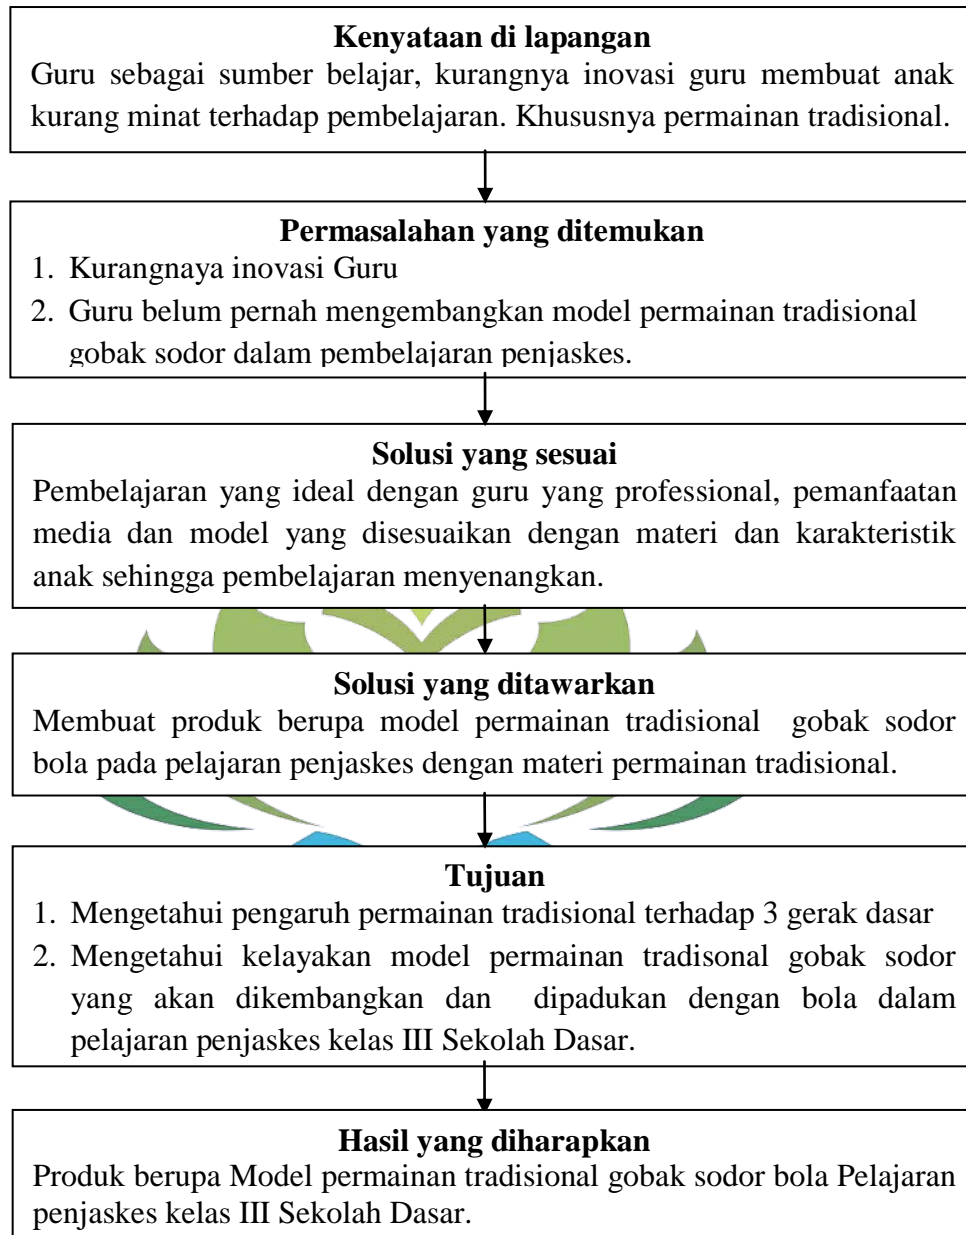 Kenyataan di lapangan
Guru sebagai sumber belajar, kurangnya inovasi guru membuat anak
kurang minat terhadap pembelajaran. Khususnya permainan tradisional.
Permasalahan yang ditemukan
1. Kurangnaya inovasi Guru
2. Guru belum pernah mengembangkan model permainan tradisional
gobak sodor dalam pembelajaran penjaskes.
Solusi yang sesuai
Pembelajaran yang ideal dengan guru yang professional, pemanfaatan
media dan model yang disesuaikan dengan materi dan karakteristik
anak sehingga pembelajaran menyenangkan.
Solusi yang ditawarkan
Membuat produk berupa model permainan tradisional gobak sodor
bola pada pelajaran penjaskes dengan materi permainan tradisional.
Tujuan
1. Mengetahui pengaruh permainan tradisional terhadap 3 gerak dasar
2. Mengetahui kelayakan model permainan tradisonal gobak sodor
yang akan dikembangkan dan dipadukan dengan bola dalam
pelajaran penjaskes kelas III Sekolah Dasar.
Hasil yang diharapkan
Produk berupa Model permainan tradisional gobak sodor bola Pelajaran
penjaskes kelas III Sekolah Dasar.